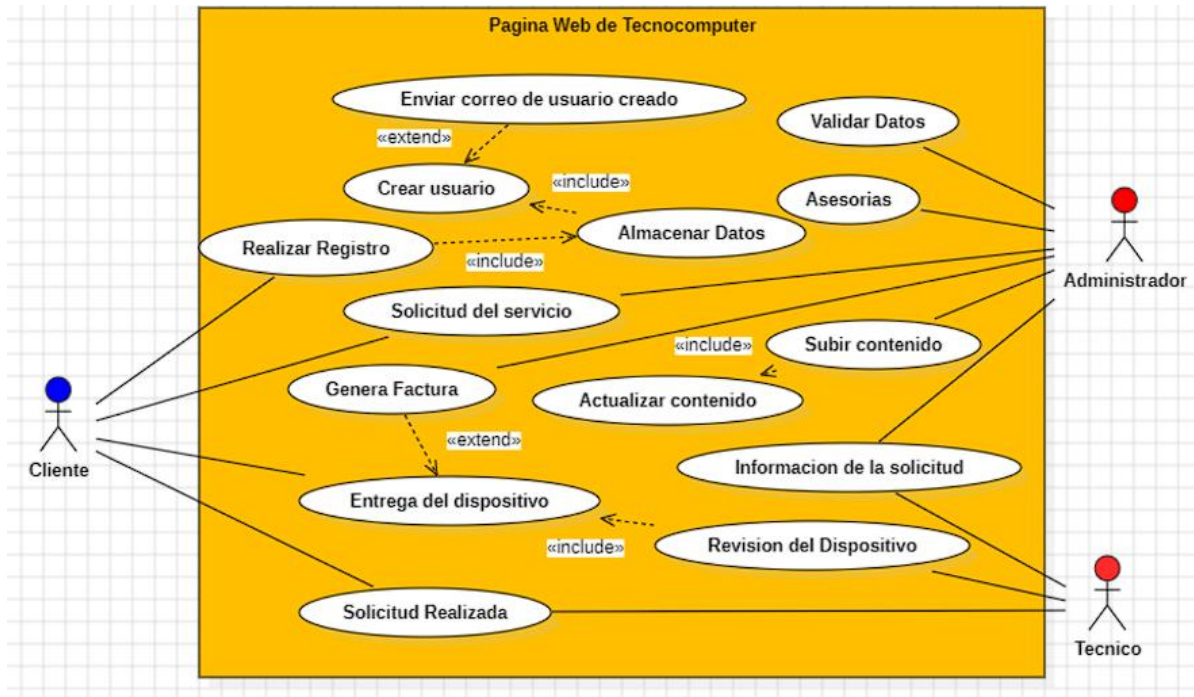 Pagina Web de Tecnocomputer
Enviar correo de usuario creado
Validar Datos
«extend»
Crear usuario
«include»
Asesorias
Almacenar Datos
Realizar Registro
«include»
Administrador
Solicitud del servicio
«include»
Subir contenido
Genera Factura
Actualizar contenido
«extend»
Cliente
Informacion de la solicitud
Entrega del dispositivo
«include»
Revision del Dispositivo
Solicitud Realizada
Tecnico